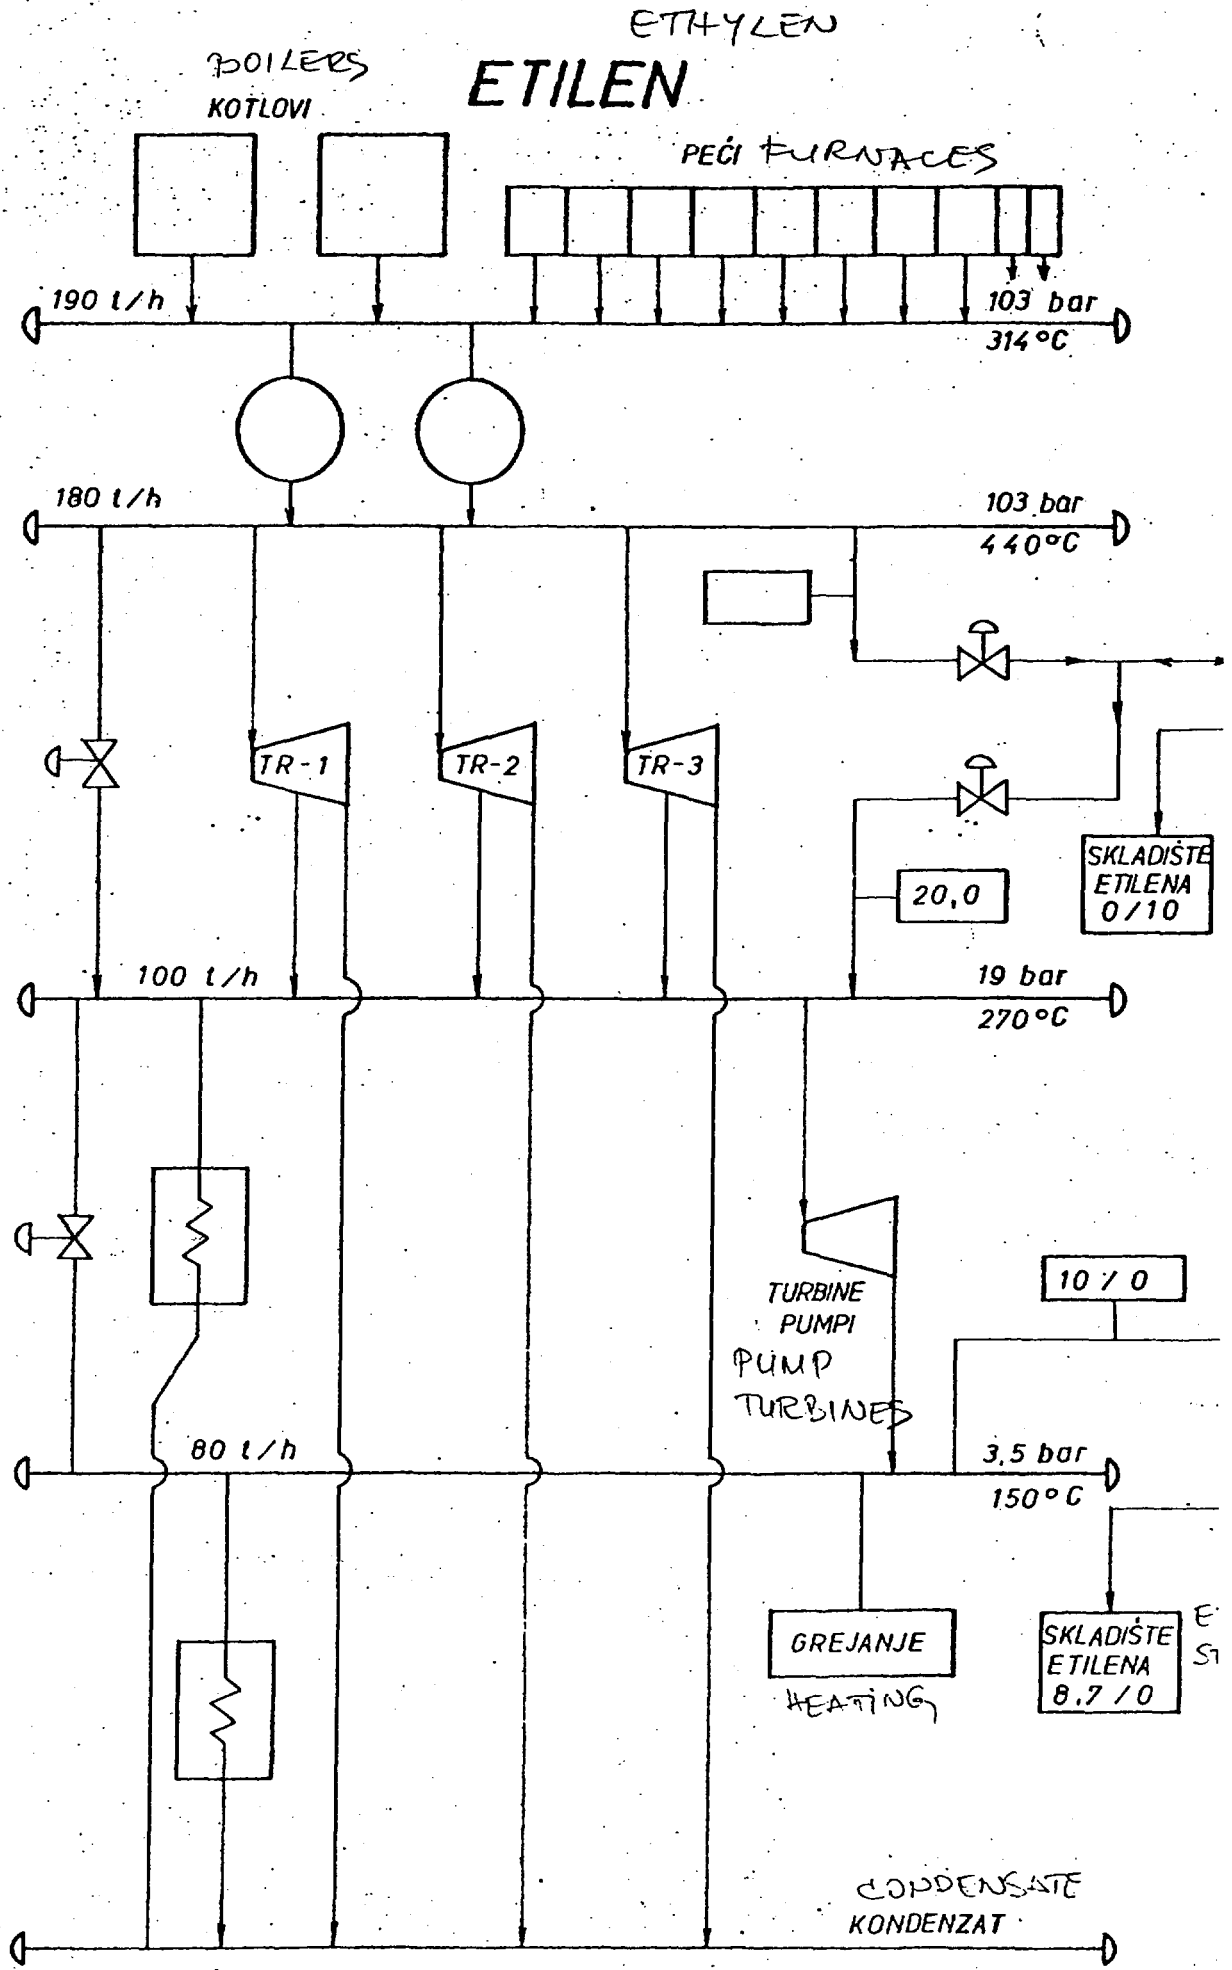 ETHYLEN
BOILERS
ETILEN
KOTLOVI
PEĆI FURNACES
190 t/h
103 bar
314°C
180 t/h
103 bar
440°C
TR-1
TR-2
TR-3
SKLADIŠTE
ETILENA
0/10
20,0
100 t/h
19 bar
270°C
10/0
TURBINE
PUMPI
PUMP
TURBINES
80 t/h
3,5 bar
150°C
GREJANJE
HEATING
SKLADIŠTE
ETILENA
8.7/0
CONDENSATE
KONDENZAT